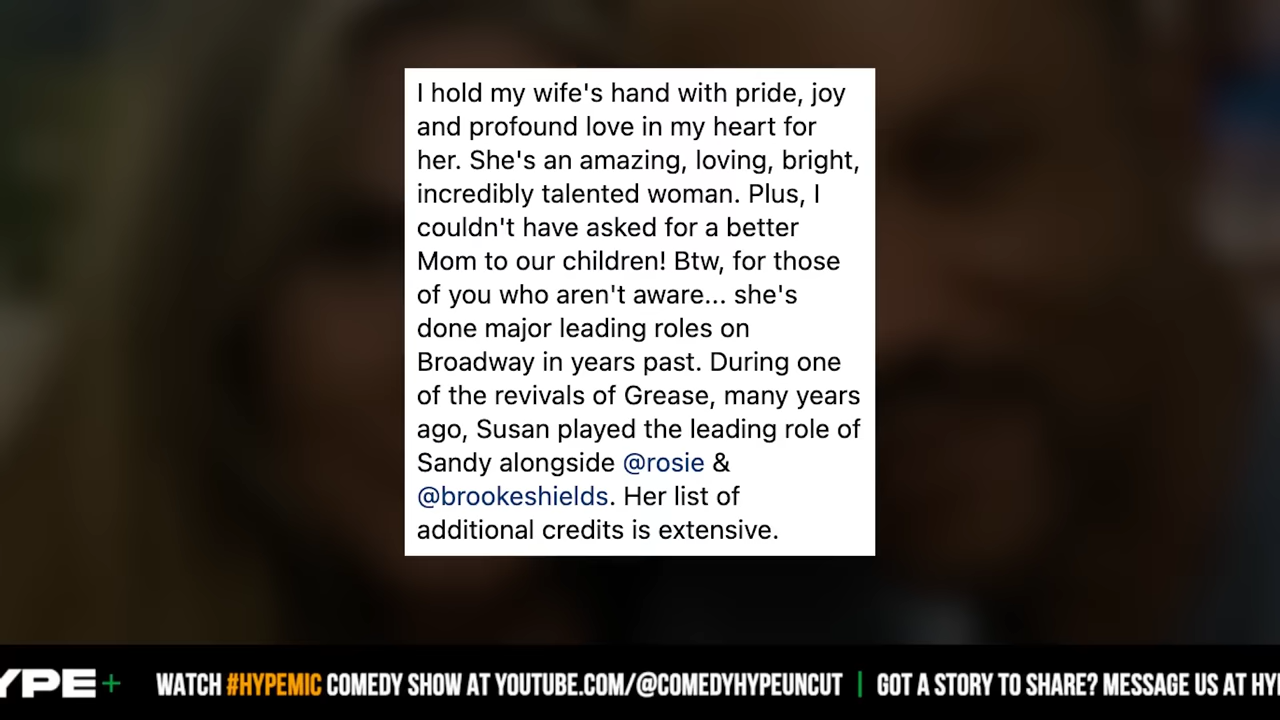 I hold my wife's hand with pride, joy
and profound love in my heart for
her. She's an amazing, loving, bright,
incredibly talented woman. Plus, I
couldn't have asked for a better
Mom to our children! Btw, for those
of you who aren't aware... she's
done major leading roles on
Broadway in years past. During one
of the revivals of Grease, many years
ago, Susan played the leading role of
Sandy alongside @rosie &
@brookeshields. Her list of
additional credits is extensive.
YPE+ WATCH #HYPEMIC COMEDY SHOW AT YOUTUBE.COM/@COMEDYHYPEUNCUT | GOT A STORY TO SHARE? MESSAGE US AT HY